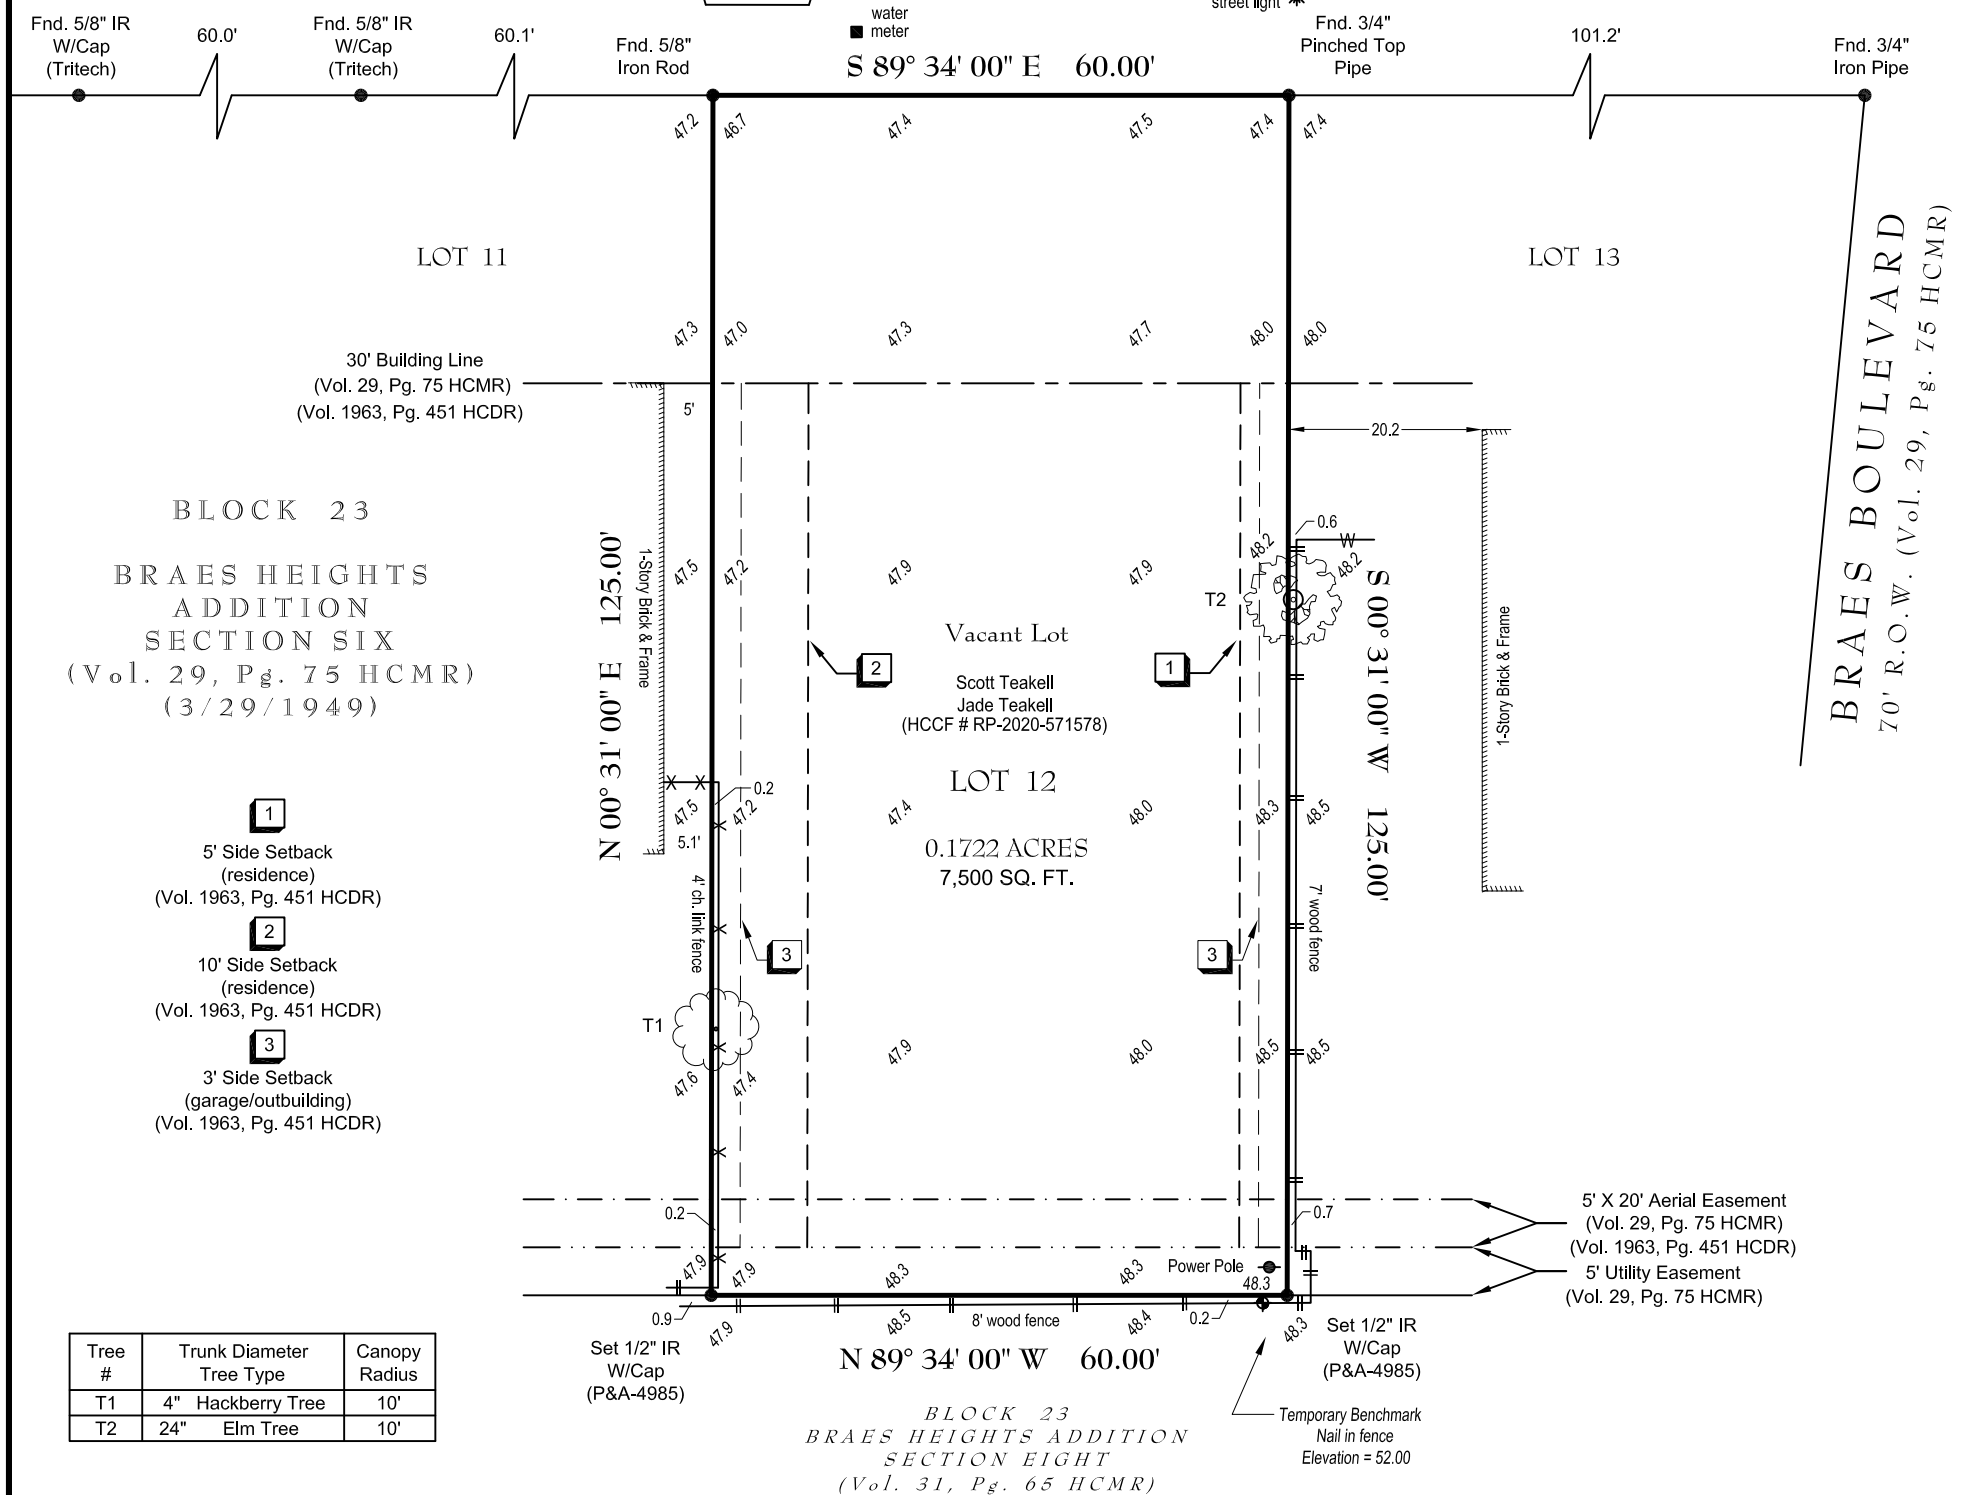 water
meter
street light
Fnd. 5/8" IR
W/Cap
(Tritech)
60.0'
Fnd. 5/8" IR
W/Cap
(Tritech)
60.1'
Fnd. 5/8"
Iron Rod
S 89° 34' 00" E 60.00'
Fnd. 3/4"
Pinched Top
Pipe
101.2'
Fnd. 3/4"
Iron Pipe
47.2
46.7
47.4
47.5
47.4
47.4
LOT 11
LOT 13
BRAES BOULEVARD
70' R.O.W. (Vol. 29, Pg. 75 HCMR)
47.3
47.0
47.3
47.7
48.0
48.0
30' Building Line
(Vol. 29, Pg. 75 HCMR)
(Vol. 1963, Pg. 451 HCDR)
5'
20.2
BLOCK 23
BRAES HEIGHTS
ADDITION
SECTION SIX
(Vol. 29, Pg. 75 HCMR)
(3/29/1949)
N 00° 31' 00" E 125.00'
1-Story Brick & Frame
47.5
47.2
47.9
47.9
48.2
0.6
W
48.2
T2
S 00° 31' 00" W 125.00'
1-Story Brick & Frame
Vacant Lot
2
1
Scott Teakell
Jade Teakell
(HCCF # RP-2020-571578)
LOT 12
0.1722 ACRES
7,500 SQ. FT.
0.2
47.5
47.2
47.4
48.0
48.3
48.5
5.1'
4' ch. link fence
7' wood fence
3
3
1
5' Side Setback
(residence)
(Vol. 1963, Pg. 451 HCDR)
2
10' Side Setback
(residence)
(Vol. 1963, Pg. 451 HCDR)
3
3' Side Setback
(garage/outbuilding)
(Vol. 1963, Pg. 451 HCDR)
T1
47.6
47.4
47.9
48.0
48.5
48.5
0.2
0.7
5' X 20' Aerial Easement
(Vol. 29, Pg. 75 HCMR)
(Vol. 1963, Pg. 451 HCDR)
5' Utility Easement
(Vol. 29, Pg. 75 HCMR)
47.9
47.9
48.3
48.3
Power Pole
48.3
0.9
47.9
48.5
8' wood fence
48.4
0.2
48.3
Set 1/2" IR
W/Cap
(P&A-4985)
N 89° 34' 00" W 60.00'
Set 1/2" IR
W/Cap
(P&A-4985)
Temporary Benchmark
Nail in fence
Elevation = 52.00
BLOCK 23
BRAES HEIGHTS ADDITION
SECTION EIGHT
(Vol. 31, Pg. 65 HCMR)
Tree # Trunk Diameter Tree Type Canopy Radius
T1 4" Hackberry Tree 10'
T2 24" Elm Tree 10'